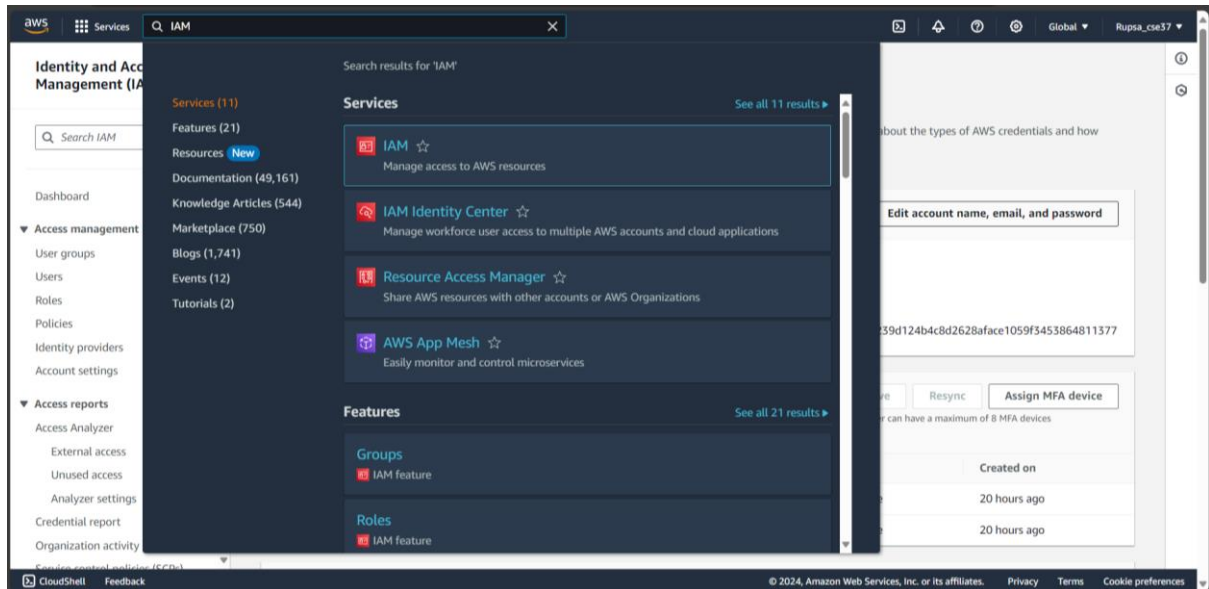 aws
Services
IAM
Global
Rupsa_cse37
Identity and Acc
Management (IA
Search IAM
Dashboard
Access management
User groups
Users
Roles
Policies
Identity providers
Account settings
Access reports
Access Analyzer
External access
Unused access
Analyzer settings
Credential report
Organization activity
Service control policies (SCPs)
Search results for 'IAM'
Services (11)
Features (21)
Resources New
Documentation (49,161)
Knowledge Articles (544)
Marketplace (750)
Blogs (1,741)
Events (12)
Tutorials (2)
Services
See all 11 results
IAM
Manage access to AWS resources
IAM Identity Center
Manage workforce user access to multiple AWS accounts and cloud applications
Resource Access Manager
Share AWS resources with other accounts or AWS Organizations
AWS App Mesh
Easily monitor and control microservices
Features
See all 21 results
Groups
IAM feature
Roles
IAM feature
about the types of AWS credentials and how
Edit account name, email, and password
39d124b4c8d2628aface1059f3453864811377
Resync
Assign MFA device
r can have a maximum of 8 MFA devices
Created on
20 hours ago
20 hours ago
CloudShell
Feedback
© 2024, Amazon Web Services, Inc. or its affiliates.
Privacy
Terms
Cookie preferences